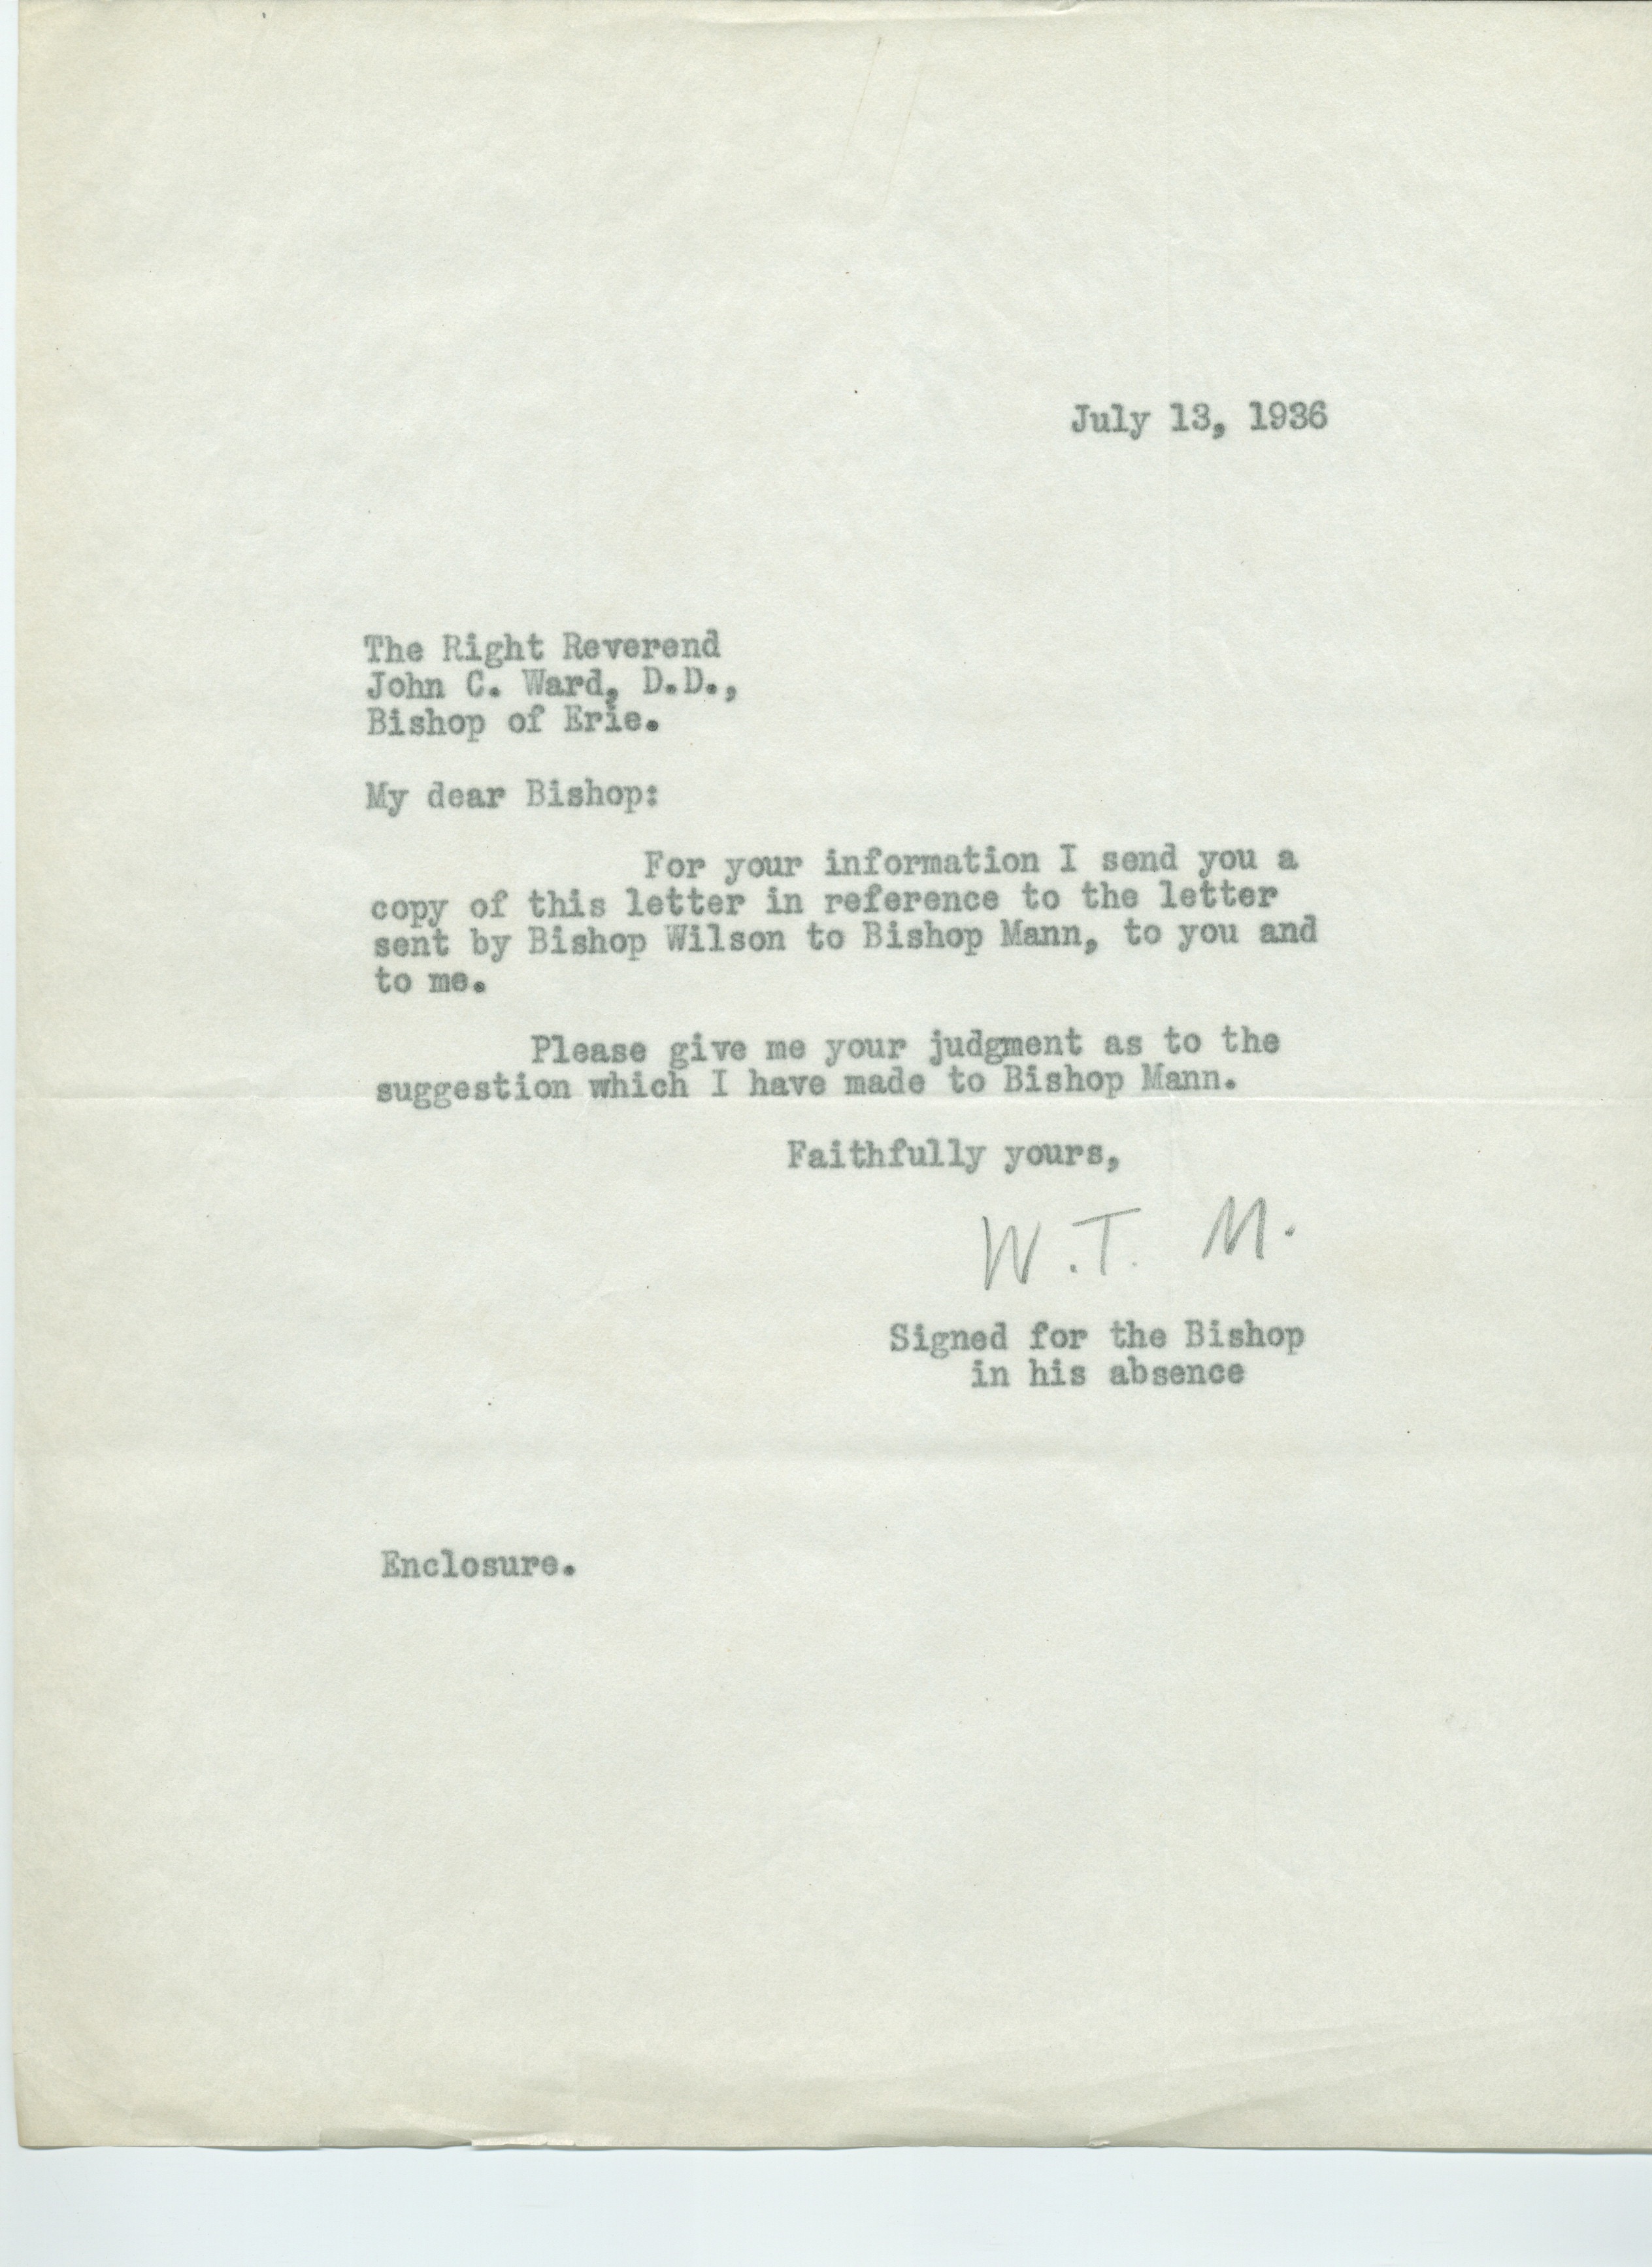 July 13, 1936
The Right Reverend
John C. Ward, D.D.,
Bishop of Erie.
My dear Bishop:
For your information I send you a
copy of this letter in reference to the letter
sent by Bishop Wilson to Bishop Mann, to you and
to me.
Please give me your judgment as to the
suggestion which I have made to Bishop Mann.
Faithfully yours,
W.T. M.
Signed for the Bishop
in his absence
Enclosure.